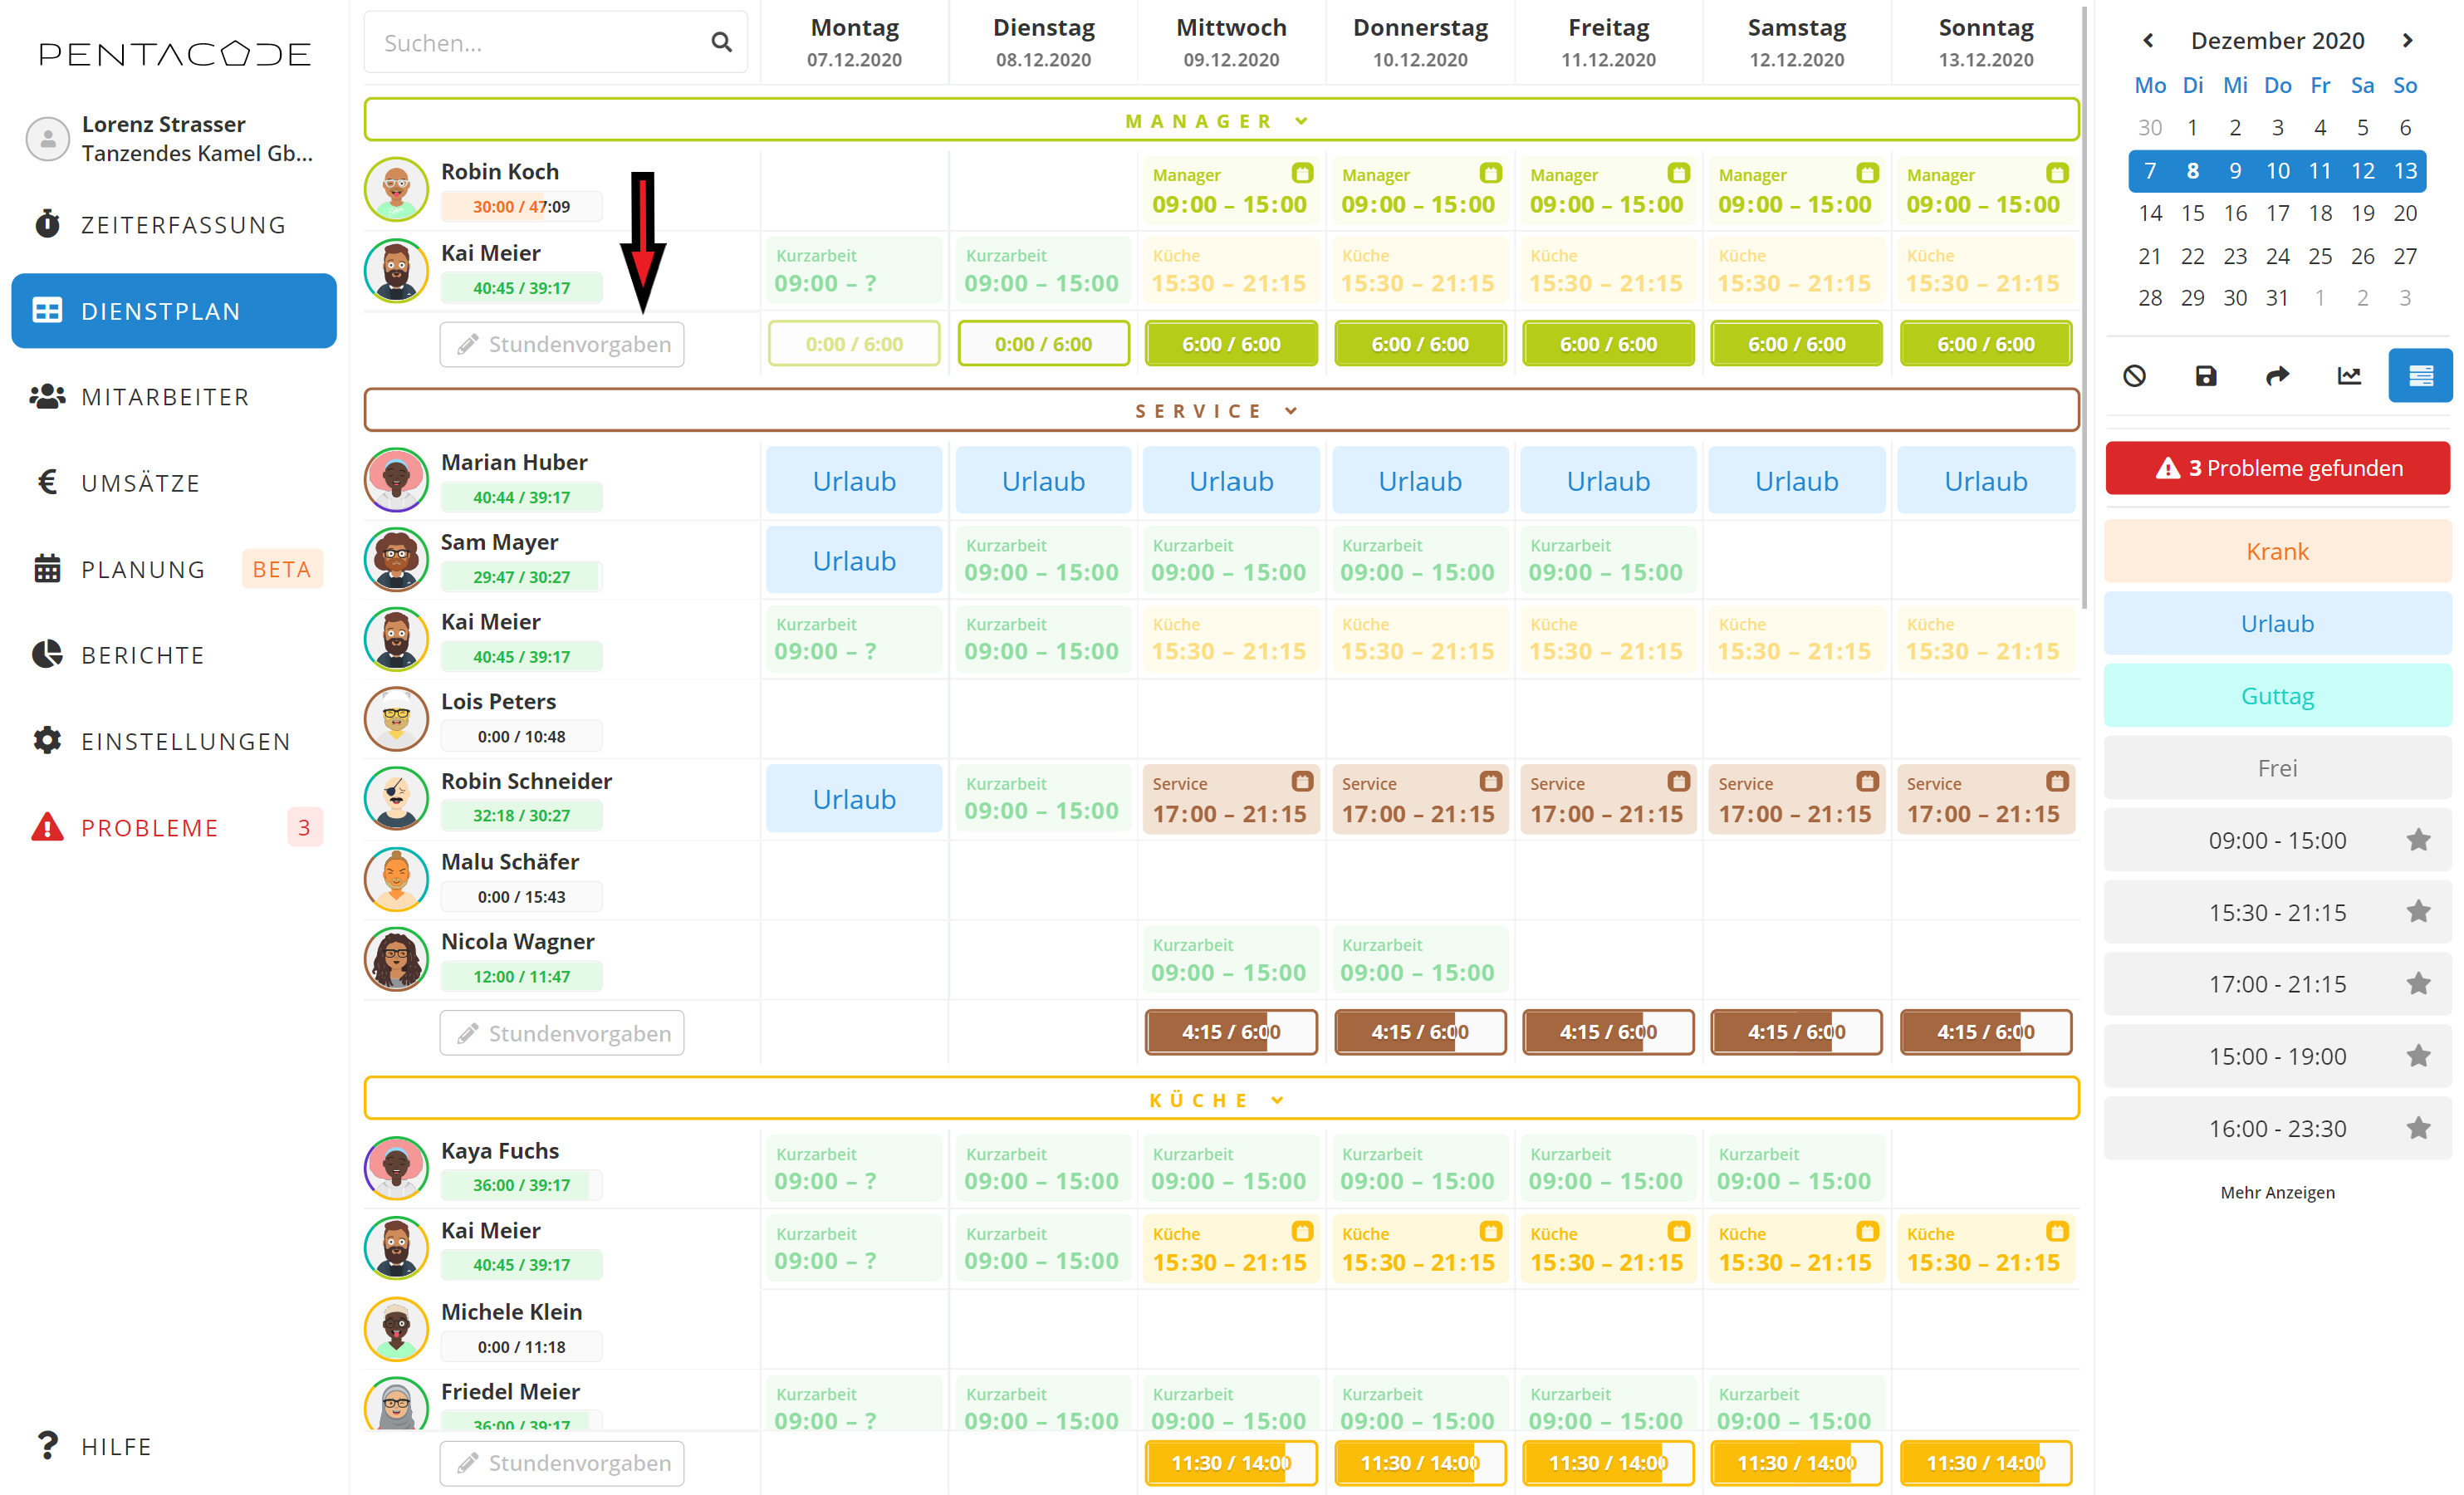 PENTACODE
Lorenz Strasser
Tanzendes Kamel Gb...
ZEITERFASSUNG
DIENSTPLAN
MITARBEITER
UMSÄTZE
PLANUNG BETA
BERICHTE
EINSTELLUNGEN
PROBLEME 3
HILFE
Suchen...
Montag Dienstag Mittwoch Donnerstag Freitag Samstag Sonntag
07.12.2020 08.12.2020 09.12.2020 10.12.2020 11.12.2020 12.12.2020 13.12.2020
MANAGER
Robin Koch
30:00 / 47:09
Manager Manager Manager Manager Manager
09:00 – 15:00 09:00 – 15:00 09:00 – 15:00 09:00 – 15:00 09:00 – 15:00
Kai Meier
40:45 / 39:17
Kurzarbeit Kurzarbeit Küche Küche Küche Küche Küche
09:00 – ? 09:00 – 15:00 15:30 – 21:15 15:30 – 21:15 15:30 – 21:15 15:30 – 21:15 15:30 – 21:15
Stundenvorgaben 0:00 / 6:00 0:00 / 6:00 6:00 / 6:00 6:00 / 6:00 6:00 / 6:00 6:00 / 6:00 6:00 / 6:00
SERVICE
Marian Huber
40:44 / 39:17
Urlaub Urlaub Urlaub Urlaub Urlaub Urlaub Urlaub
Sam Mayer
29:47 / 30:27
Urlaub
Kurzarbeit Kurzarbeit Kurzarbeit Kurzarbeit
09:00 – 15:00 09:00 – 15:00 09:00 – 15:00 09:00 – 15:00
Kai Meier
40:45 / 39:17
Kurzarbeit Kurzarbeit Küche Küche Küche Küche Küche
09:00 – ? 09:00 – 15:00 15:30 – 21:15 15:30 – 21:15 15:30 – 21:15 15:30 – 21:15 15:30 – 21:15
Lois Peters
0:00 / 10:48
Robin Schneider
32:18 / 30:27
Urlaub
Kurzarbeit Service Service Service Service Service
09:00 – 15:00 17:00 – 21:15 17:00 – 21:15 17:00 – 21:15 17:00 – 21:15 17:00 – 21:15
Malu Schäfer
0:00 / 15:43
Nicola Wagner
12:00 / 11:47
Kurzarbeit Kurzarbeit
09:00 – 15:00 09:00 – 15:00
Stundenvorgaben 4:15 / 6:00 4:15 / 6:00 4:15 / 6:00 4:15 / 6:00 4:15 / 6:00
KÜCHE
Kaya Fuchs
36:00 / 39:17
Kurzarbeit Kurzarbeit Kurzarbeit Kurzarbeit Kurzarbeit Kurzarbeit
09:00 – ? 09:00 – 15:00 09:00 – 15:00 09:00 – 15:00 09:00 – 15:00 09:00 – 15:00
Kai Meier
40:45 / 39:17
Kurzarbeit Kurzarbeit Küche Küche Küche Küche Küche
09:00 – ? 09:00 – 15:00 15:30 – 21:15 15:30 – 21:15 15:30 – 21:15 15:30 – 21:15 15:30 – 21:15
Michele Klein
0:00 / 11:18
Friedel Meier
36:00 / 39:17
Kurzarbeit Kurzarbeit Kurzarbeit Kurzarbeit Kurzarbeit Kurzarbeit
09:00 – ? 09:00 – 15:00 09:00 – 15:00 09:00 – 15:00 09:00 – 15:00 09:00 – 15:00
Stundenvorgaben 11:30 / 14:00 11:30 / 14:00 11:30 / 14:00 11:30 / 14:00 11:30 / 14:00
Dezember 2020
Mo Di Mi Do Fr Sa So
30 1 2 3 4 5 6
7 8 9 10 11 12 13
14 15 16 17 18 19 20
21 22 23 24 25 26 27
28 29 30 31 1 2 3
3 Probleme gefunden
Krank
Urlaub
Guttag
Frei
09:00 - 15:00
15:30 - 21:15
17:00 - 21:15
15:00 - 19:00
16:00 - 23:30
Mehr Anzeigen